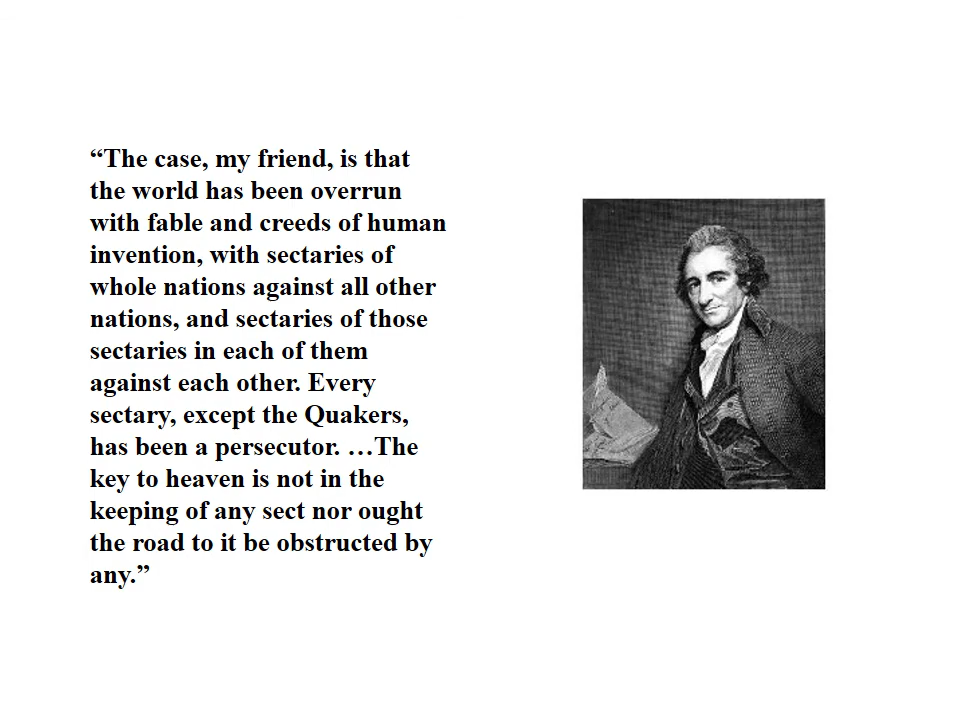 “The case, my friend, is that
the world has been overrun
with fable and creeds of human
invention, with sectaries of
whole nations against all other
nations, and sectaries of those
sectaries in each of them
against each other. Every
sectary, except the Quakers,
has been a persecutor. …The
key to heaven is not in the
keeping of any sect nor ought
the road to it be obstructed by
any.”